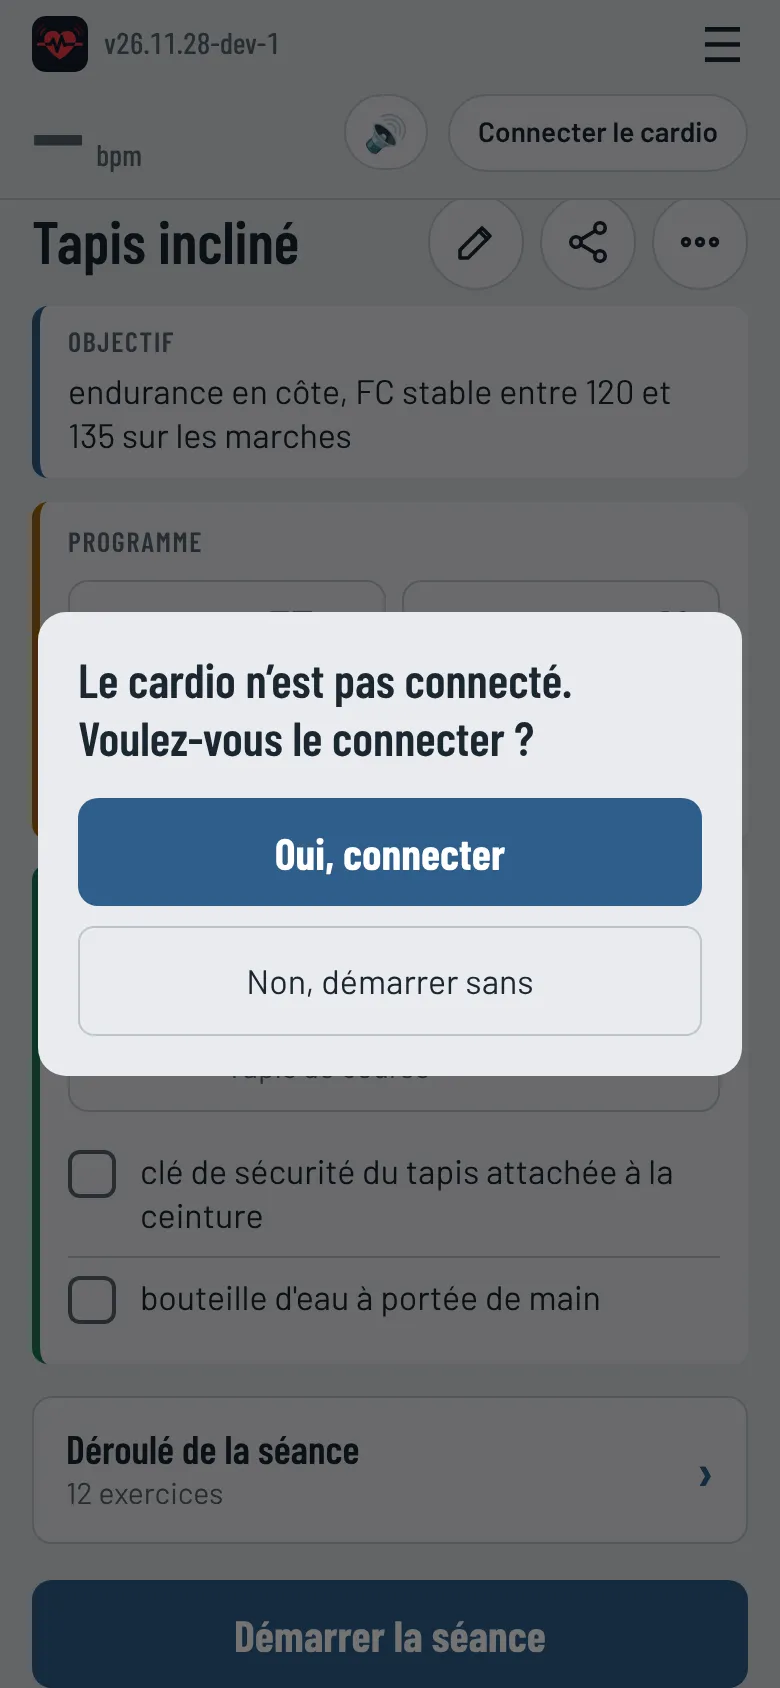 v26.11.28-dev-1
bpm
Connecter le cardio
Tapis incliné
OBJECTIF
endurance en côte, FC stable entre 120 et
135 sur les marches
PROGRAMME
Le cardio n’est pas connecté.
Voulez-vous le connecter ?
Oui, connecter
Non, démarrer sans
clé de sécurité du tapis attachée à la
ceinture
bouteille d'eau à portée de main
Déroulé de la séance
12 exercices
Démarrer la séance